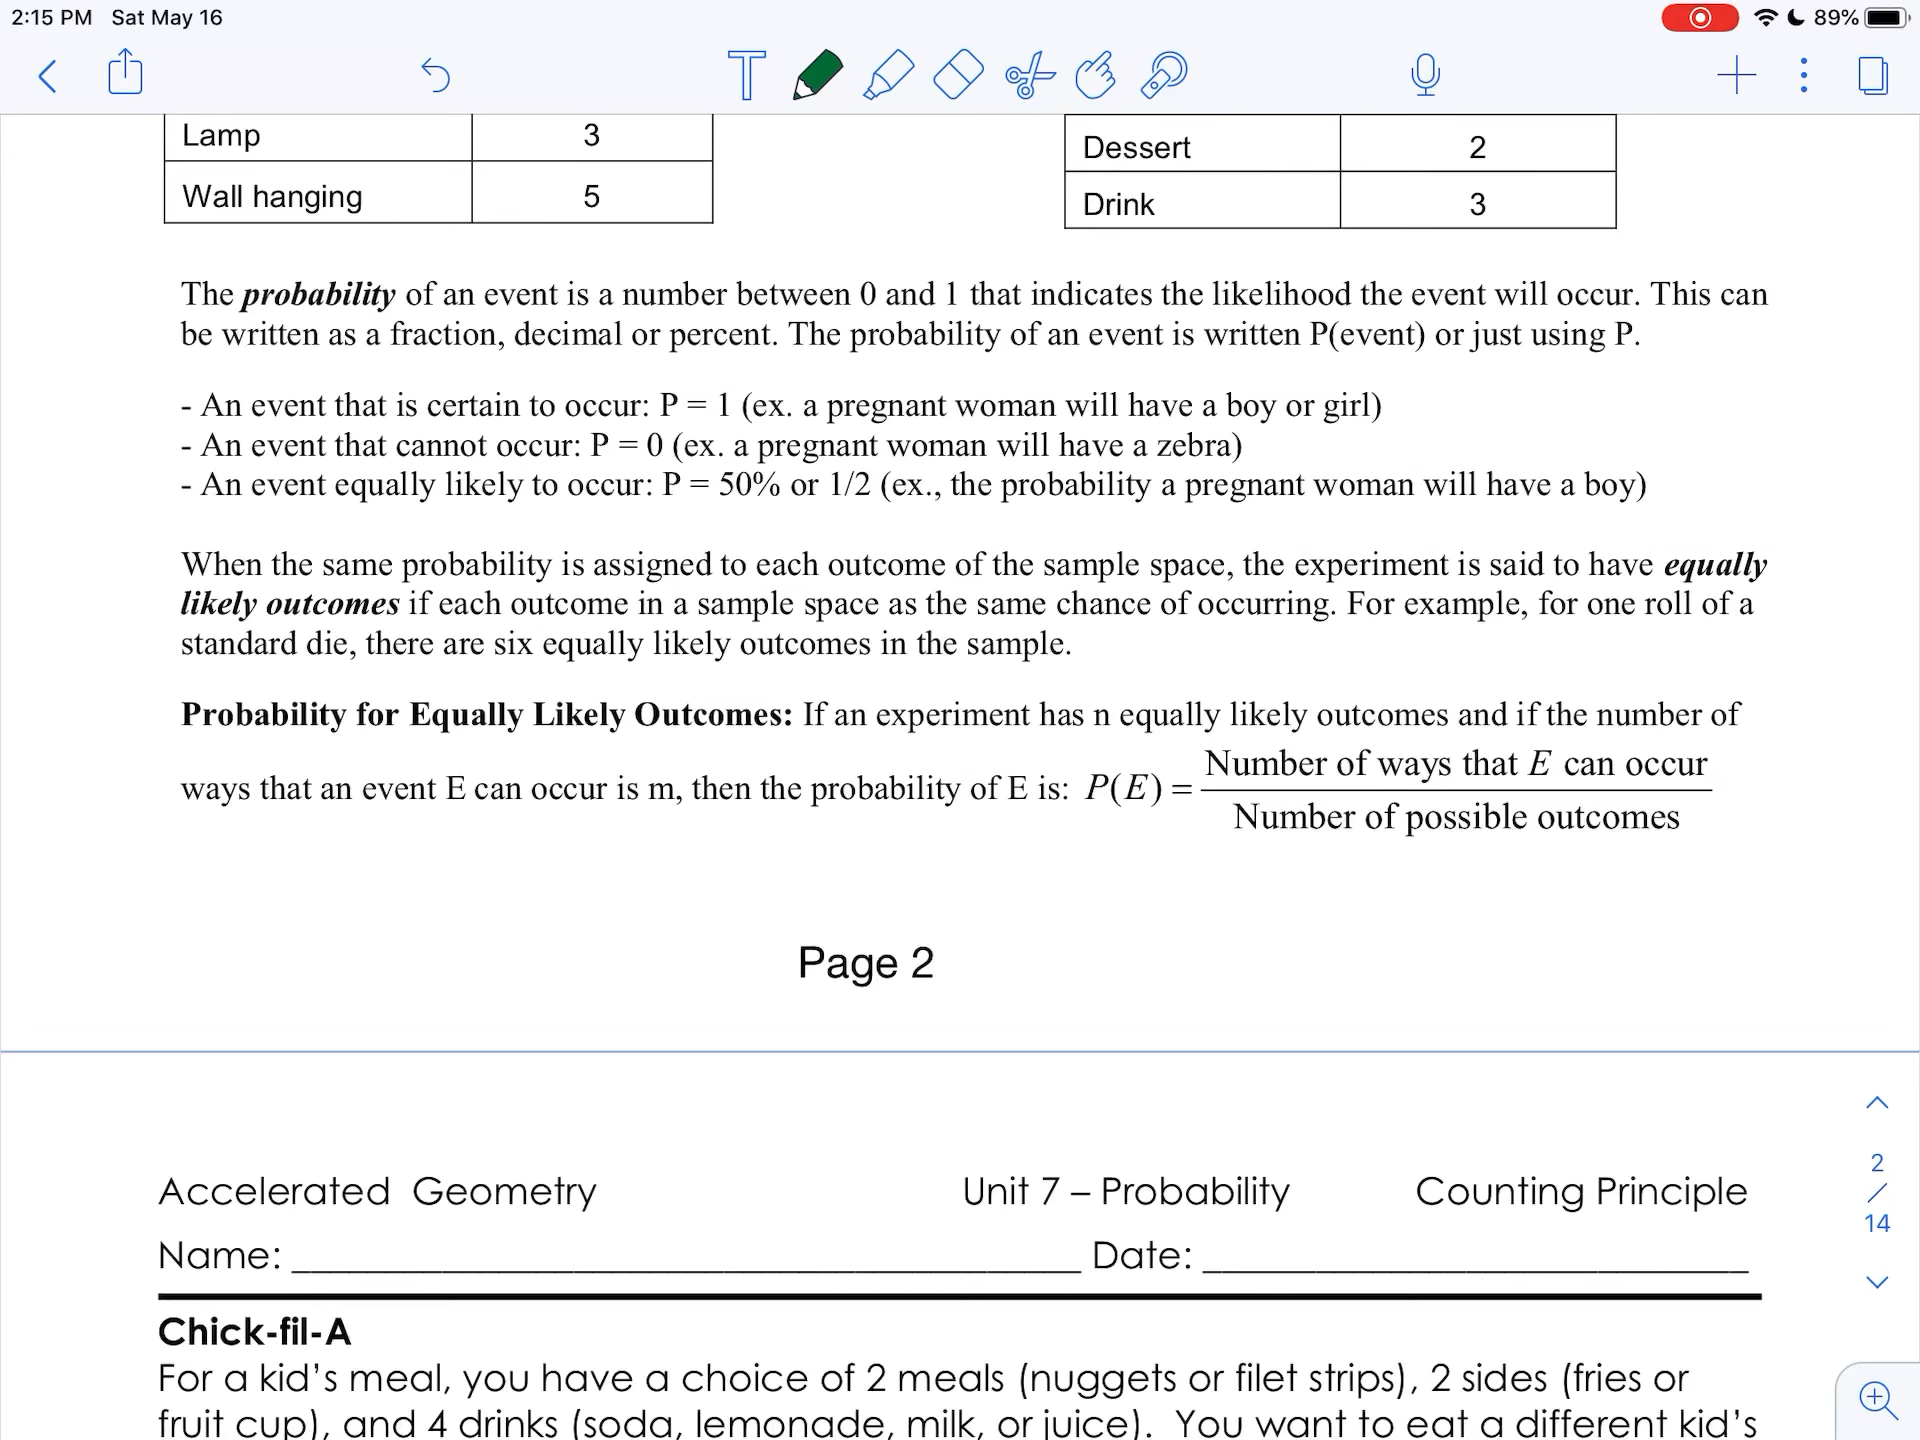 2:15 PM Sat May 16
89%
Lamp 3
Wall hanging 5
Dessert 2
Drink 3
The probability of an event is a number between 0 and 1 that indicates the likelihood the event will occur. This can
be written as a fraction, decimal or percent. The probability of an event is written P(event) or just using P.
- An event that is certain to occur: P = 1 (ex. a pregnant woman will have a boy or girl)
- An event that cannot occur: P = 0 (ex. a pregnant woman will have a zebra)
- An event equally likely to occur: P = 50% or 1/2 (ex., the probability a pregnant woman will have a boy)
When the same probability is assigned to each outcome of the sample space, the experiment is said to have equally
likely outcomes if each outcome in a sample space as the same chance of occurring. For example, for one roll of a
standard die, there are six equally likely outcomes in the sample.
Probability for Equally Likely Outcomes: If an experiment has n equally likely outcomes and if the number of
ways that an event E can occur is m, then the probability of E is: P(E) = Number of ways that E can occur
Number of possible outcomes
Page 2
Accelerated Geometry Unit 7 – Probability Counting Principle
Name: ____________________ Date: ____________________
2
/
14
Chick-fil-A
For a kid's meal, you have a choice of 2 meals (nuggets or filet strips), 2 sides (fries or
fruit cup), and 4 drinks (soda, lemonade, milk, or juice). You want to eat a different kid's